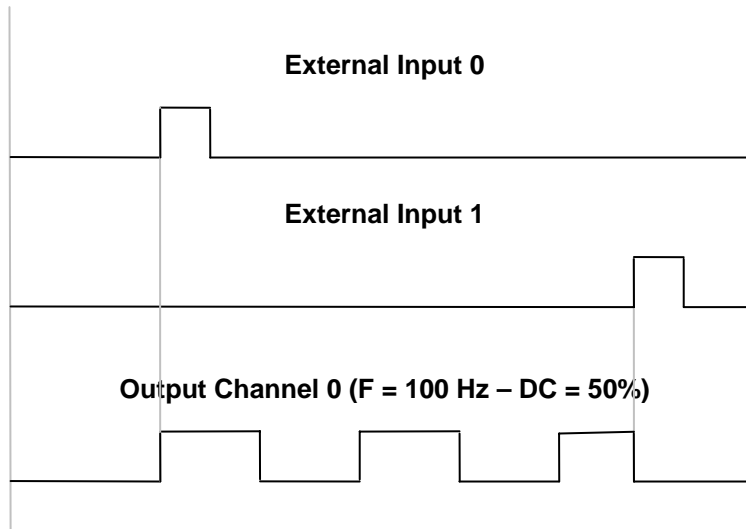 External Input 0
External Input 1
Output Channel 0 (F = 100 Hz – DC = 50%)